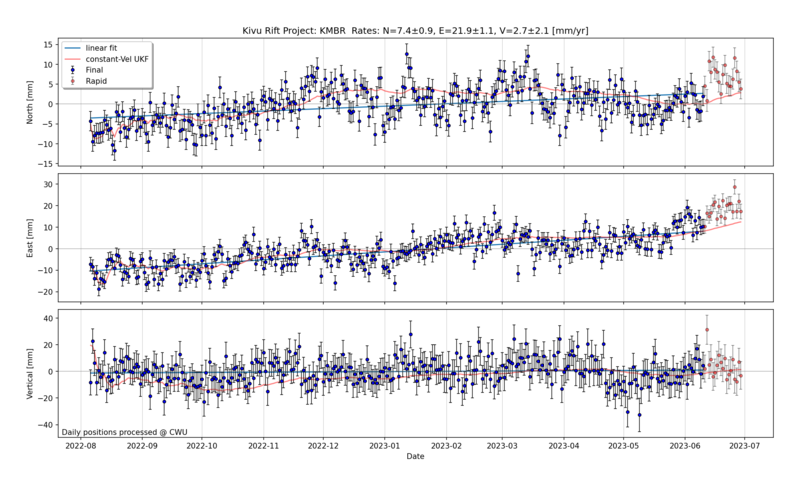 Kivu Rift Project: KMBR  Rates: N=7.4±0.9, E=21.9±1.1, V=2.7±2.1 [mm/yr]
linear fit
constant-Vel UKF
Final
Rapid
15
10
5
0
−5
−10
−15
North [mm]
30
20
10
0
−10
−20
East [mm]
40
20
0
−20
−40
Vertical [mm]
Daily positions processed @ CWU
2022-08 2022-09 2022-10 2022-11 2022-12 2023-01 2023-02 2023-03 2023-04 2023-05 2023-06 2023-07
Date